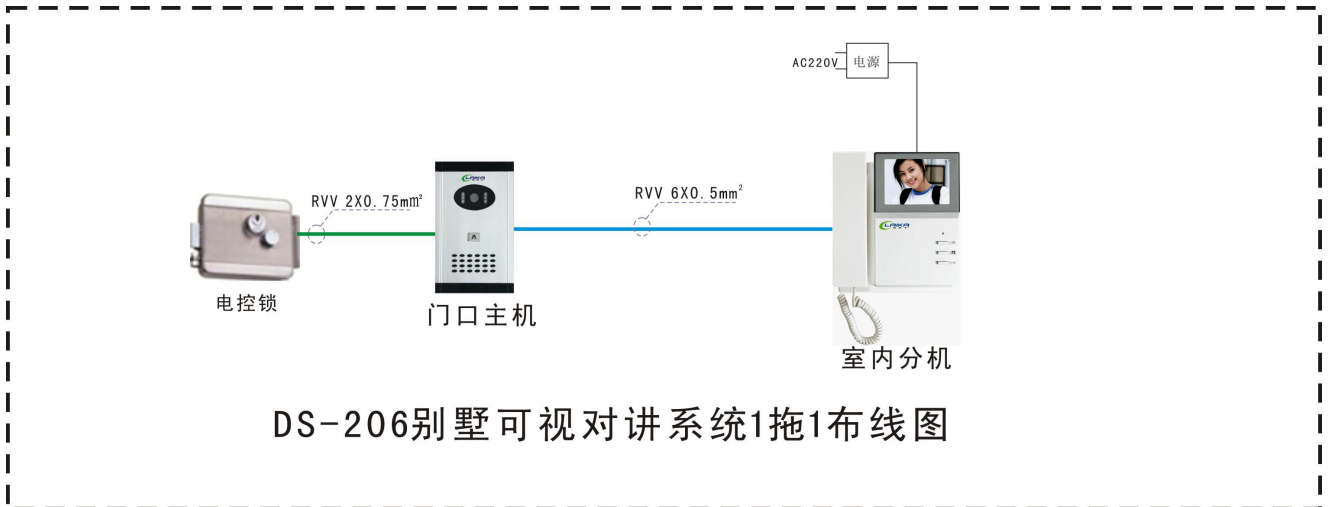 AC220V 电源
RVV 2X0.75mm²
RVV 6X0.5mm²
LAIKA
A
LAIKA
电控锁
门口主机
室内分机
DS-206别墅可视对讲系统1拖1布线图